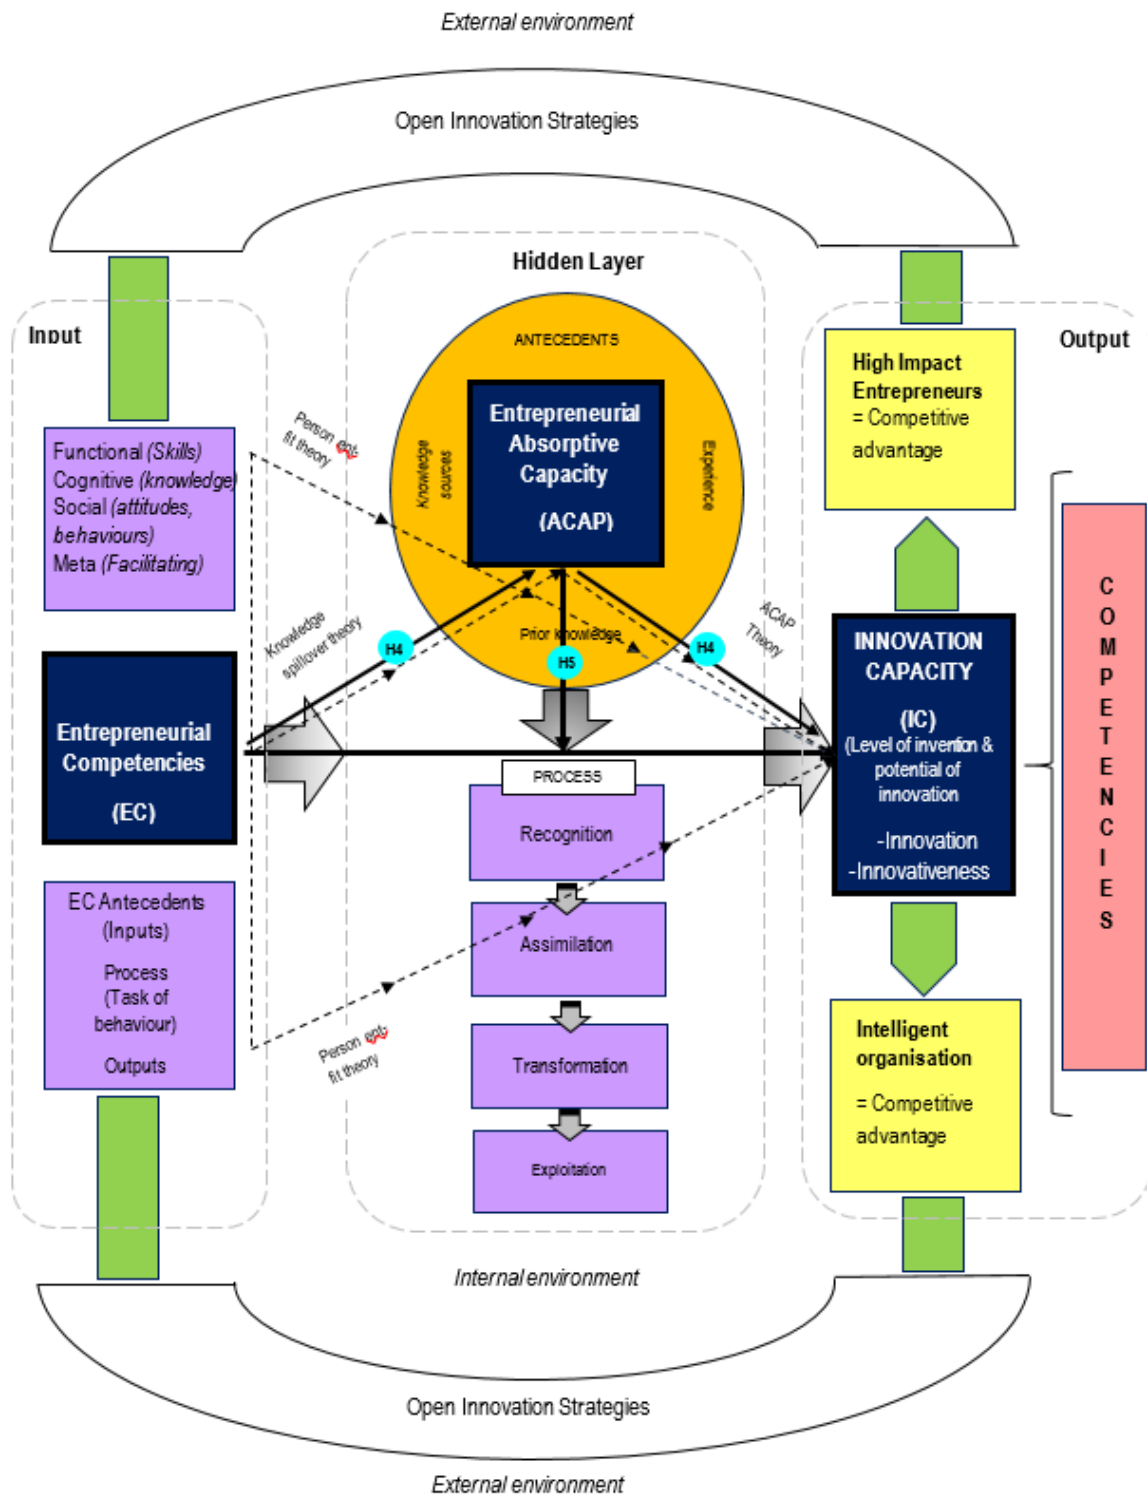 External environment
Open Innovation Strategies
Hidden Layer
Input
Output
ANTECEDENTS
Entrepreneurial
Absorptive
Capacity
(ACAP)
Knowledge
sources
Experience
Prior knowledge
High Impact
Entrepreneurs
= Competitive
advantage
Functional (Skills)
Cognitive (knowledge)
Social (attitudes,
behaviours)
Meta (Facilitating)
Person ent-
fit theory
Knowledge
spillover theory
H4
H5
H4
ACAP
Theory
Entrepreneurial
Competencies
(EC)
INNOVATION
CAPACITY
(IC)
(Level of invention &
potential of
innovation
-Innovation
-Innovativeness
COMPETENCIES
PROCESS
Recognition
Assimilation
Transformation
Exploitation
EC Antecedents
(Inputs)
Process
(Task of
behaviour)
Outputs
Person ent-
fit theory
Intelligent
organisation
= Competitive
advantage
Internal environment
Open Innovation Strategies
External environment